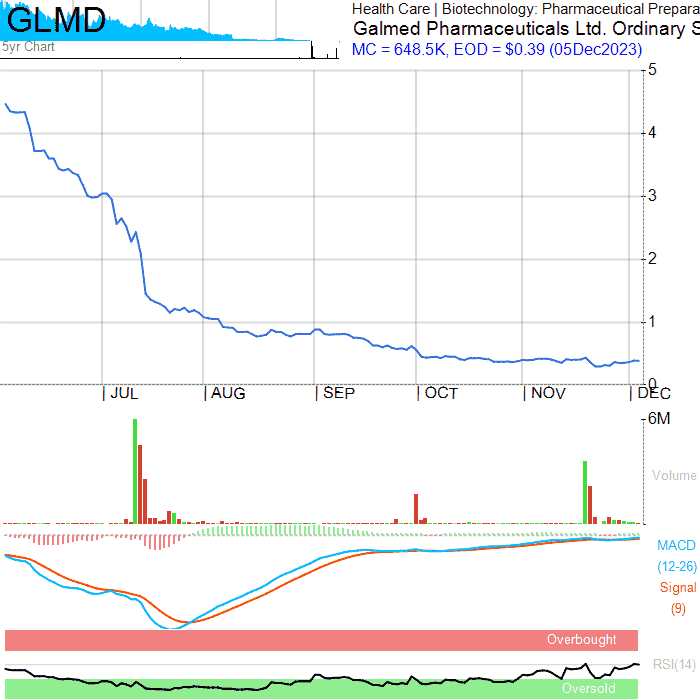 GLMD
5yr Chart
Health Care | Biotechnology: Pharmaceutical Prepara
Galmed Pharmaceuticals Ltd. Ordinary S
MC = 648.5K, EOD = $0.39 (05Dec2023)
5
4
3
2
1
0
| JUL | AUG | SEP | OCT | NOV | DEC
6M
Volume
MACD
(12-26)
Signal
(9)
Overbought
RSI(14)
Oversold